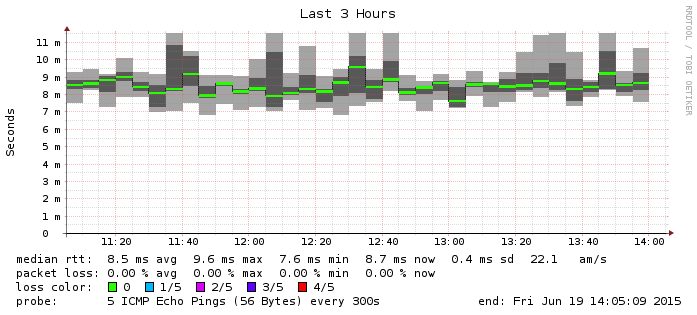 Last 3 Hours
RRDTOOL / TOBI OETIKER
Seconds
11 m
10 m
9 m
8 m
7 m
6 m
5 m
4 m
3 m
2 m
1 m
0
11:20 11:40 12:00 12:20 12:40 13:00 13:20 13:40 14:00
median rtt: 8.5 ms avg 9.6 ms max 7.6 ms min 8.7 ms now 0.4 ms sd 22.1 am/s
packet loss: 0.00 % avg 0.00 % max 0.00 % min 0.00 % now
loss color: 0 1/5 2/5 3/5 4/5
probe: 5 ICMP Echo Pings (56 Bytes) every 300s end: Fri Jun 19 14:05:09 2015